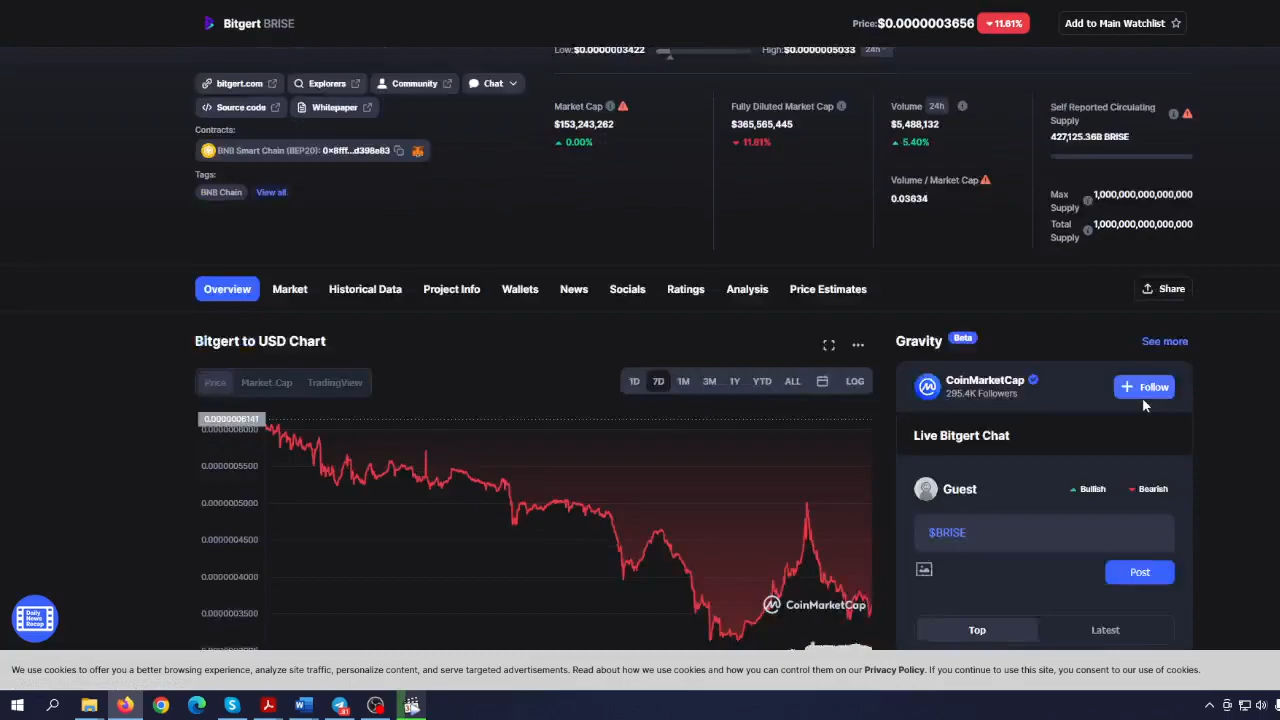 Bitgert BRISE
Price:$0.0000003656 11.61%
Add to Main Watchlist
Low:$0.0000003422 High:$0.0000005033 24h
bitgert.com Explorers Community Chat
Source code Whitepaper
Contracts:
BNB Smart Chain (BEP20): 0x8fff...d398e83
Tags:
BNB Chain View all
Market Cap
$153,243,262
0.00%
Fully Diluted Market Cap
$365,565,445
11.61%
Volume 24h
$5,488,132
5.40%
Volume / Market Cap
0.03634
Self Reported Circulating
Supply
427,125.36B BRISE
Max
Supply
1,000,000,000,000,000
Total
Supply
1,000,000,000,000,000
Overview Market Historical Data Project Info Wallets News Socials Ratings Analysis Price Estimates
Share
Bitgert to USD Chart
Price Market Cap TradingView
1D 7D 1M 3M 1Y YTD ALL LOG
0.0000006141
0.0000006000
0.0000005500
0.0000005000
0.0000004500
0.0000004000
0.0000003500
CoinMarketCap
Gravity Beta
See more
CoinMarketCap
295.4K Followers
+ Follow
Live Bitgert Chat
Guest
Bullish Bearish
$BRISE
Post
Top Latest
Daily
News
Recap
We use cookies to offer you a better browsing experience, analyze site traffic, personalize content, and serve targeted advertisements. Read about how we use cookies and how you can control them on our Privacy Policy. If you continue to use this site, you consent to our use of cookies.